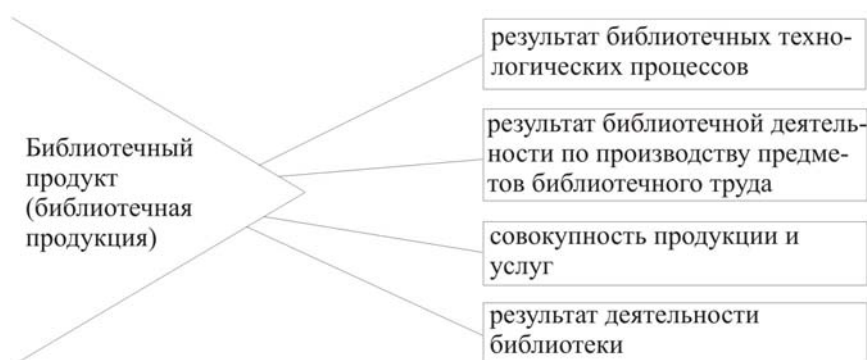 Библиотечный
продукт
(библиотечная
продукция)
результат библиотечных техно-
логических процессов
результат библиотечной деятель-
ности по производству предме-
тов библиотечного труда
совокупность продукции и
услуг
результат деятельности
библиотеки